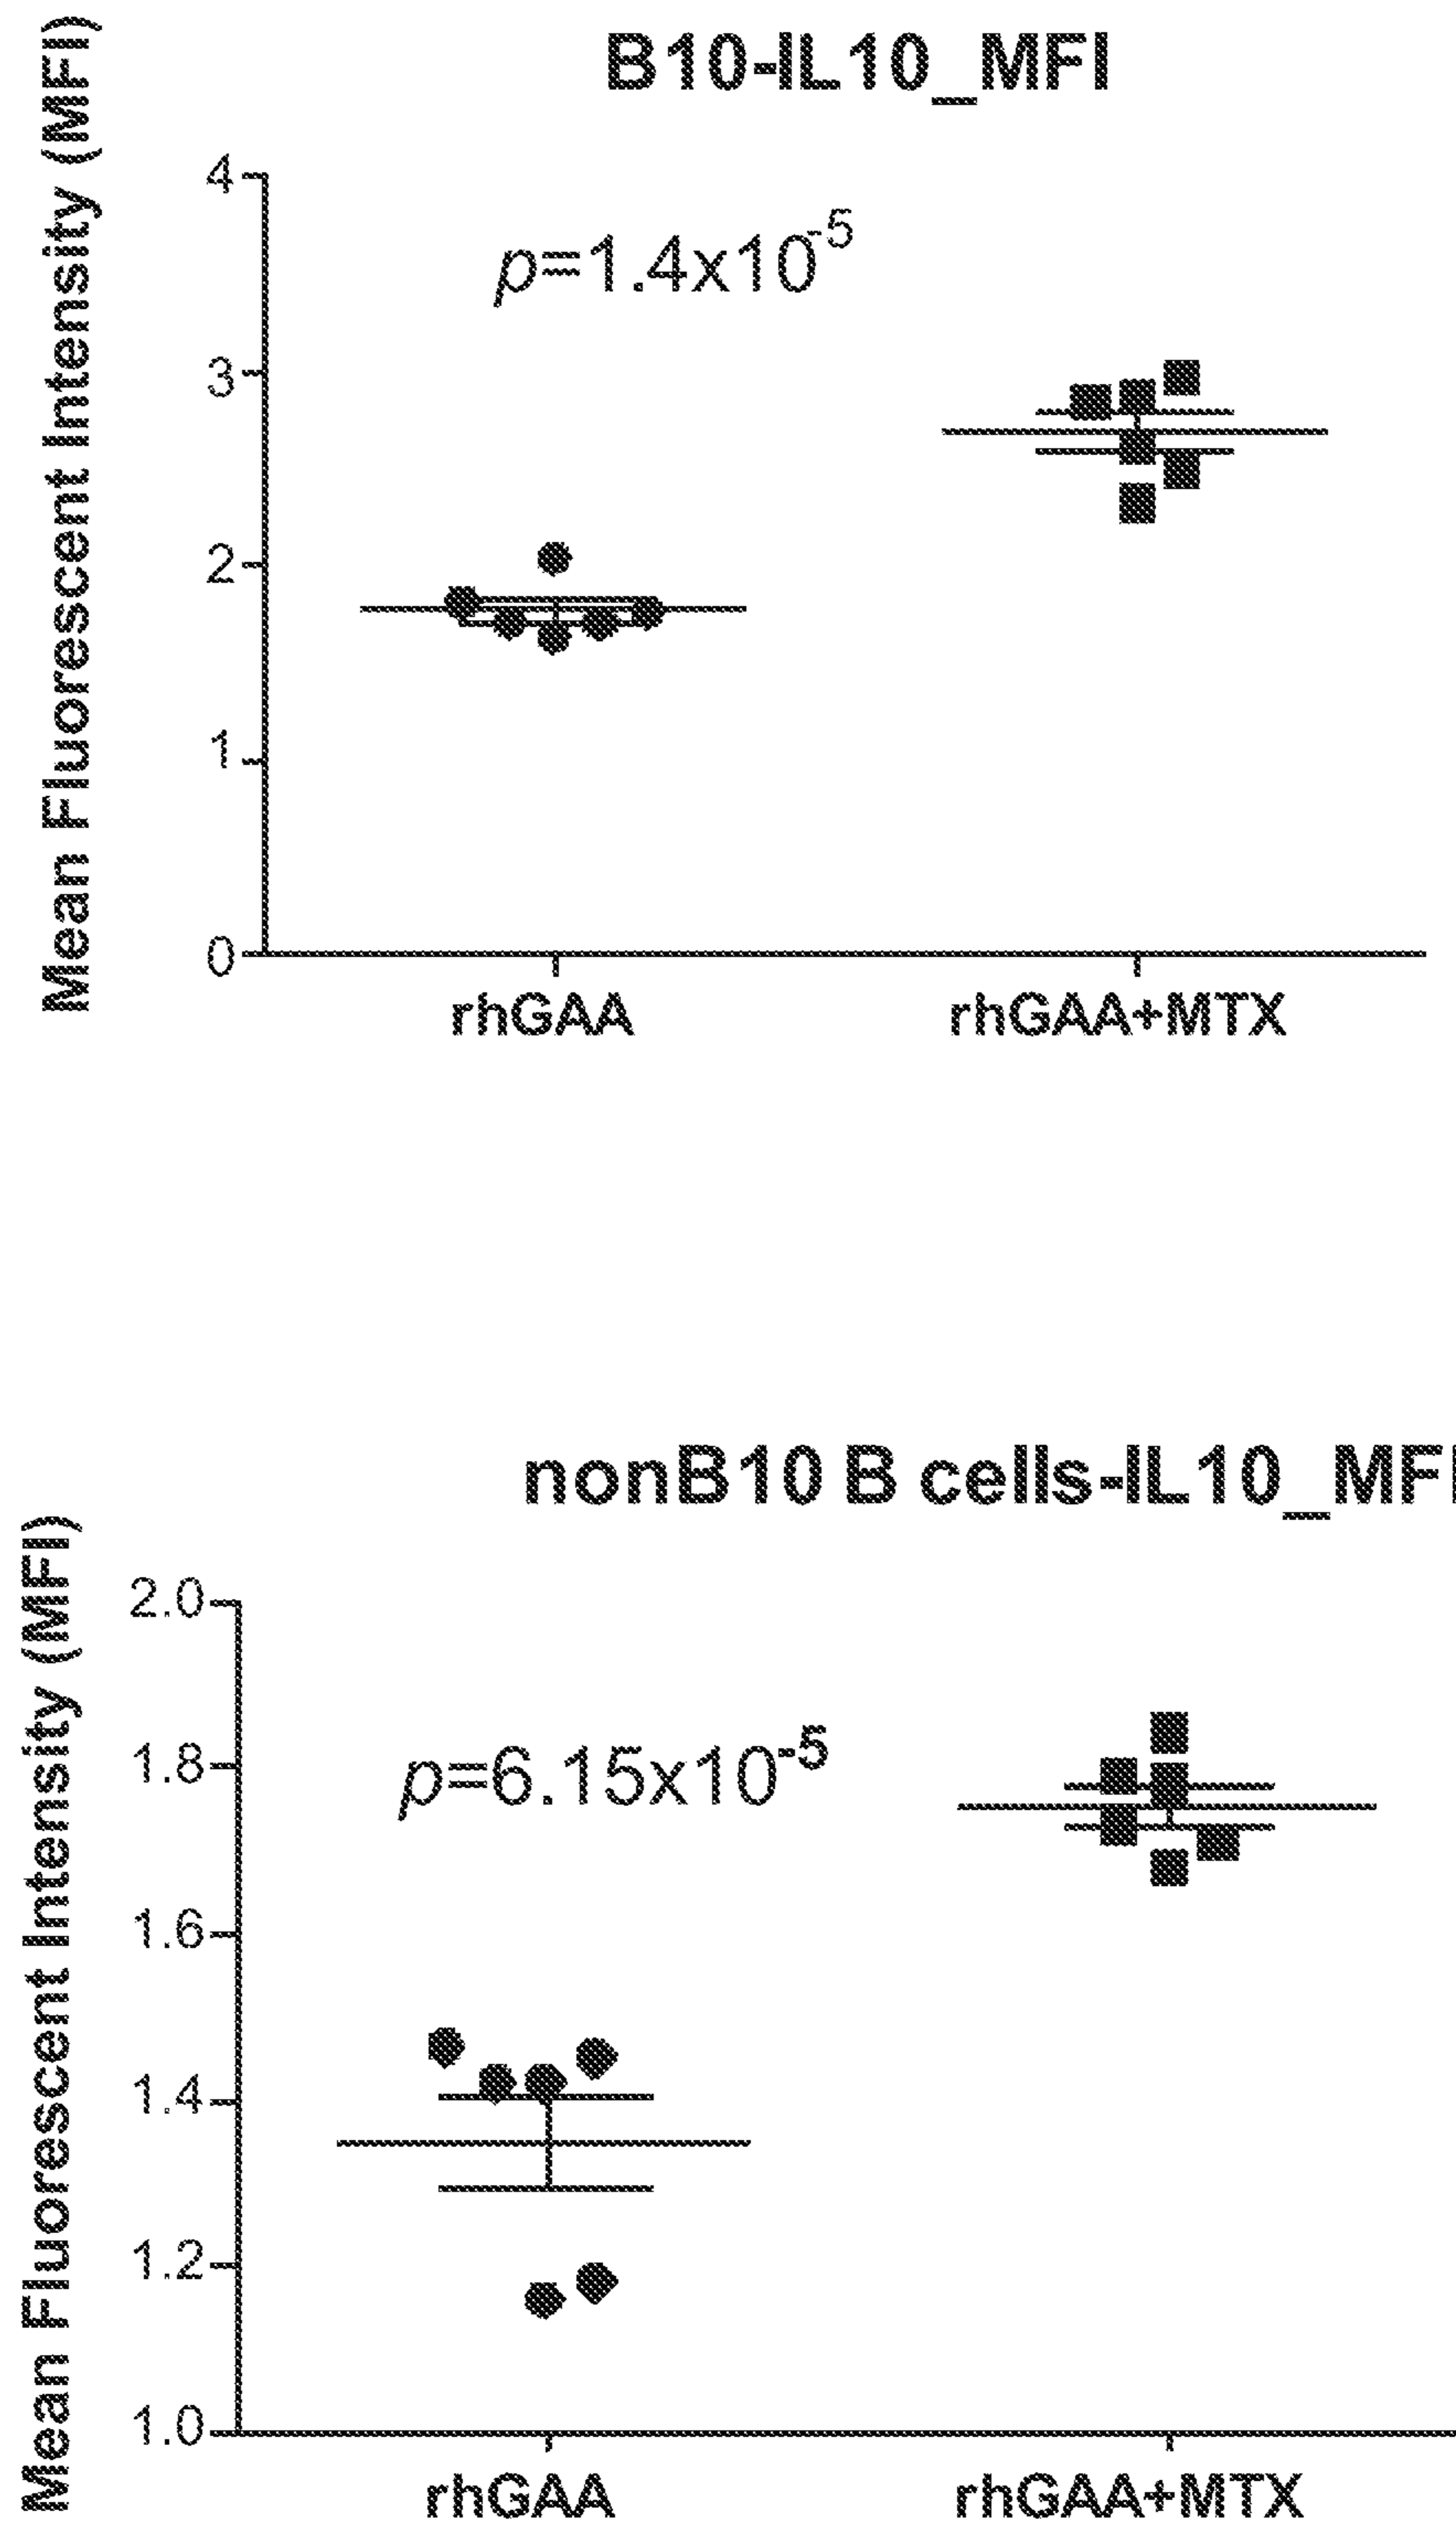 B10-IL10_MFI
Mean Fluorescent Intensity (MFI)
4
p=1.4x10-5
3
2
1
0
rhGAA rhGAA+MTX
nonB10 B cells-IL10_MFI
Mean Fluorescent Intensity (MFI)
2.0
1.8
p=6.15x10-5
1.6
1.4
1.2
1.0
rhGAA rhGAA+MTX